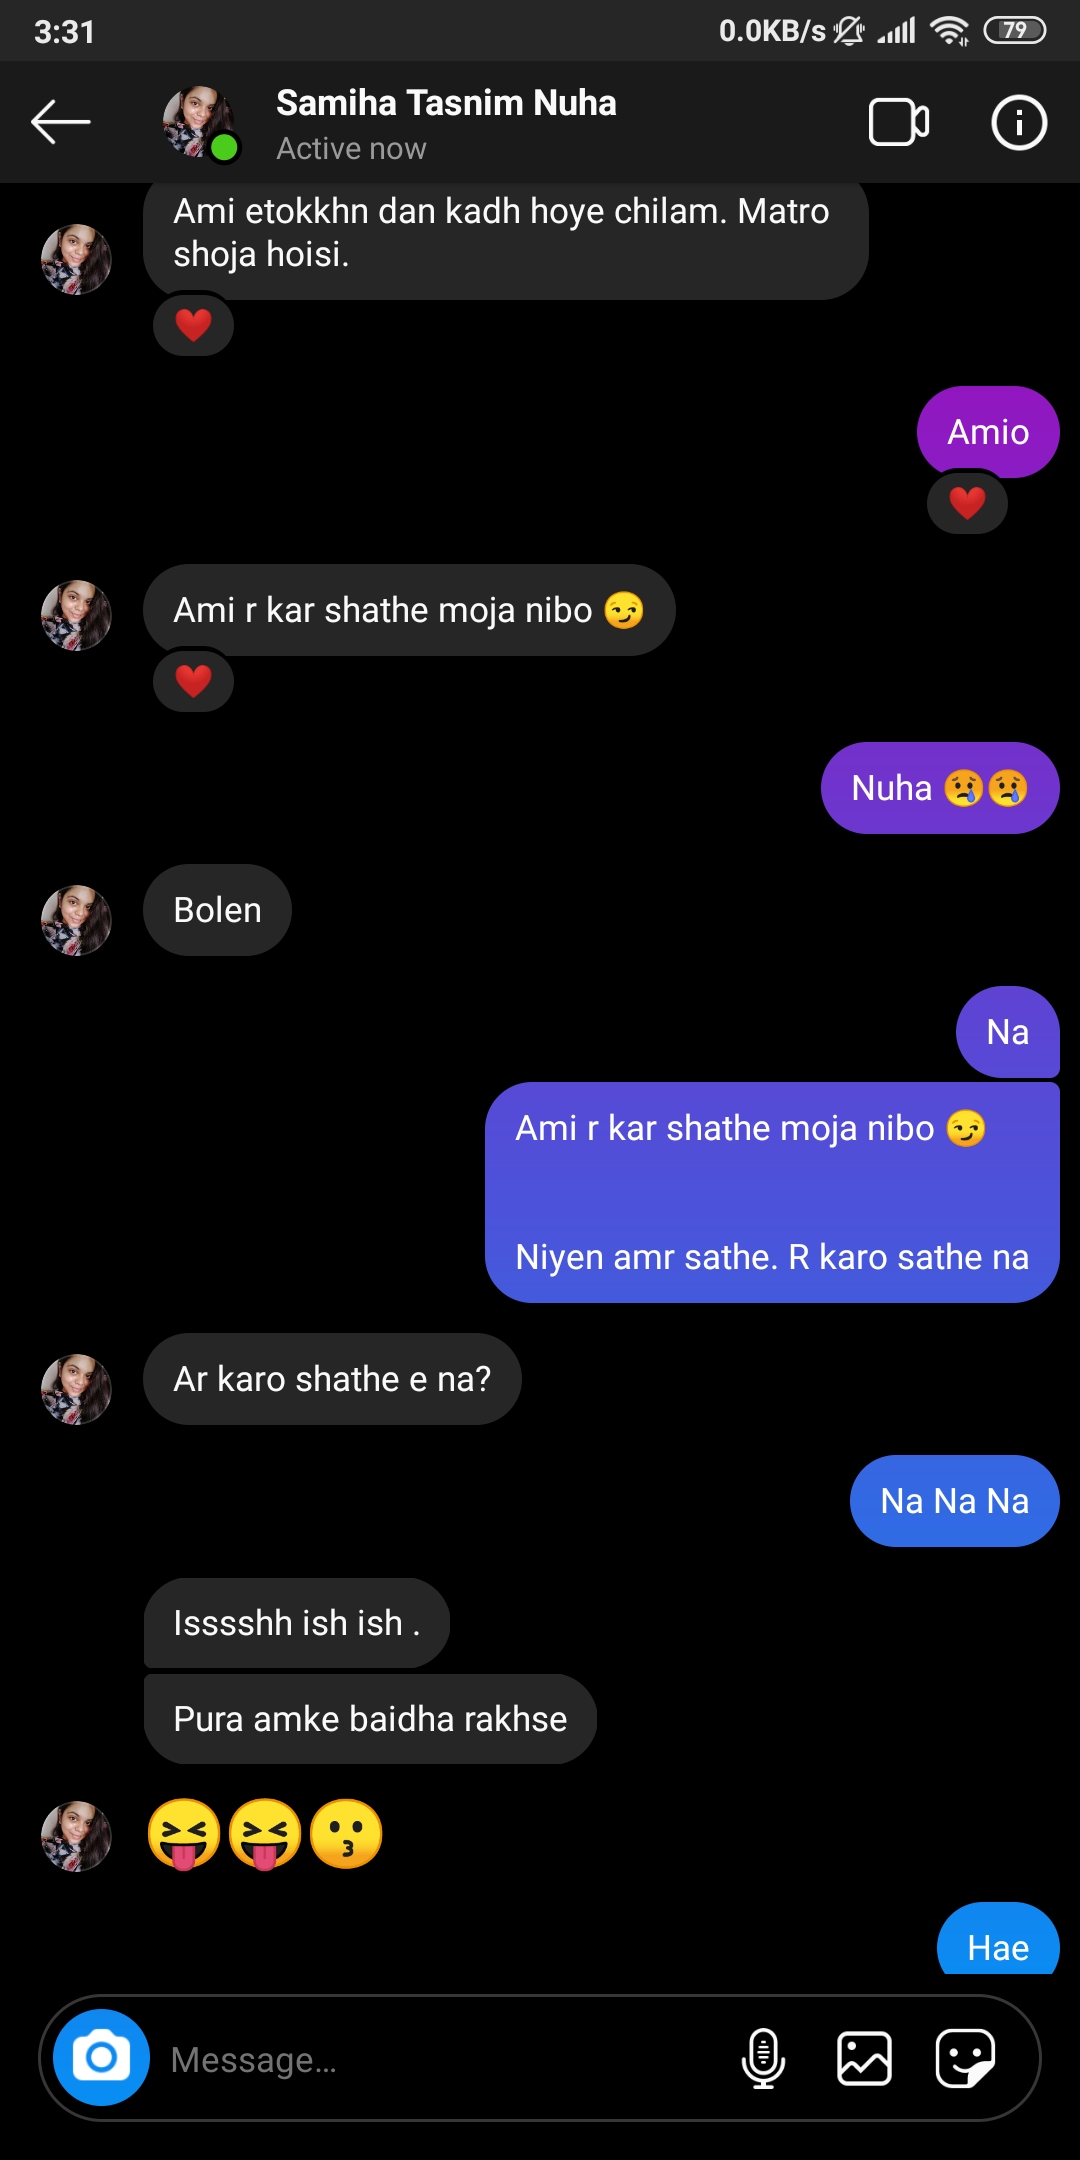 3:31
0.0KB/s
79
Samiha Tasnim Nuha
Active now
Ami etokkhn dan kadh hoye chilam. Matro
shoja hoisi.
❤️
Amio
❤️
Ami r kar shathe moja nibo 😏
❤️
Nuha 😢😢
Bolen
Na
Ami r kar shathe moja nibo 😏
Niyen amr sathe. R karo sathe na
Ar karo shathe e na?
Na Na Na
Isssshh ish ish .
Pura amke baidha rakhse
😝😝😗
Hae
Message...